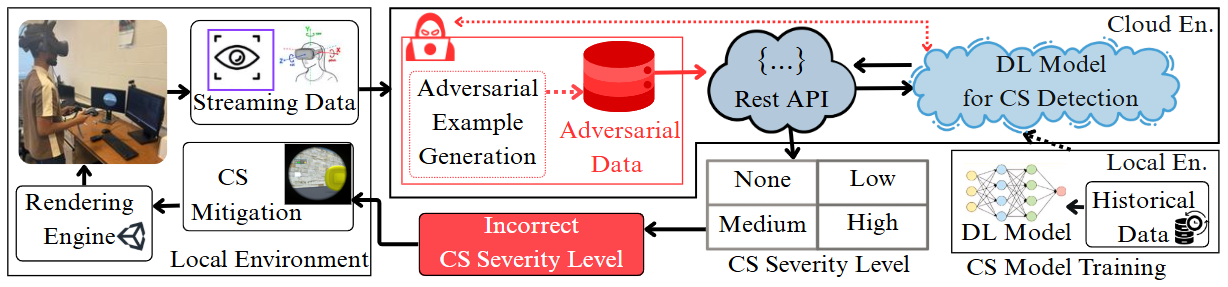 Streaming Data
CS
Mitigation
Rendering
Engine
Local Environment
Cloud En.
Adversarial
Example
Generation
Adversarial
Data
{...}
Rest API
DL Model
for CS Detection
None
Low
Medium
High
CS Severity Level
Incorrect
CS Severity Level
Local En.
Historical
Data
DL Model
CS Model Training